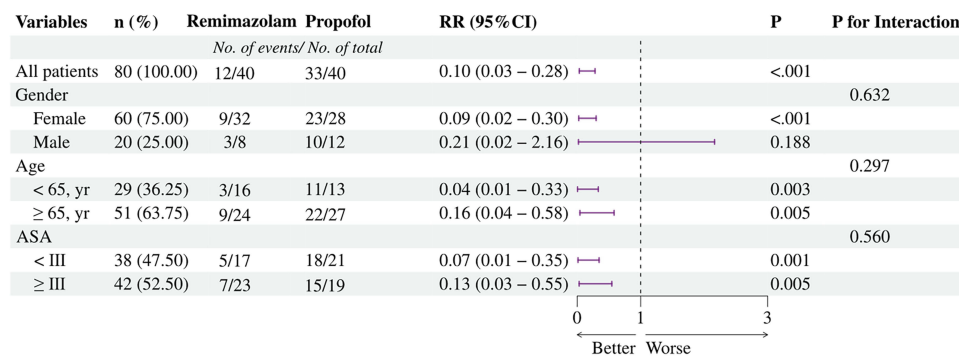 Variables n (%) Remimazolam Propofol RR (95%CI) P P for Interaction
No. of events/ No. of total
All patients 80 (100.00) 12/40 33/40 0.10 (0.03 – 0.28) <.001
Gender 0.632
Female 60 (75.00) 9/32 23/28 0.09 (0.02 – 0.30) <.001
Male 20 (25.00) 3/8 10/12 0.21 (0.02 – 2.16) 0.188
Age 0.297
< 65, yr 29 (36.25) 3/16 11/13 0.04 (0.01 – 0.33) 0.003
≥ 65, yr 51 (63.75) 9/24 22/27 0.16 (0.04 – 0.58) 0.005
ASA 0.560
< III 38 (47.50) 5/17 18/21 0.07 (0.01 – 0.35) 0.001
≥ III 42 (52.50) 7/23 15/19 0.13 (0.03 – 0.55) 0.005
0 1 3
Better Worse